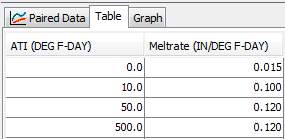 Paired Data Table Graph
ATI (DEG F-DAY) Meltrate (IN/DEG F-DAY)
0.0 0.015
10.0 0.100
50.0 0.120
500.0 0.120